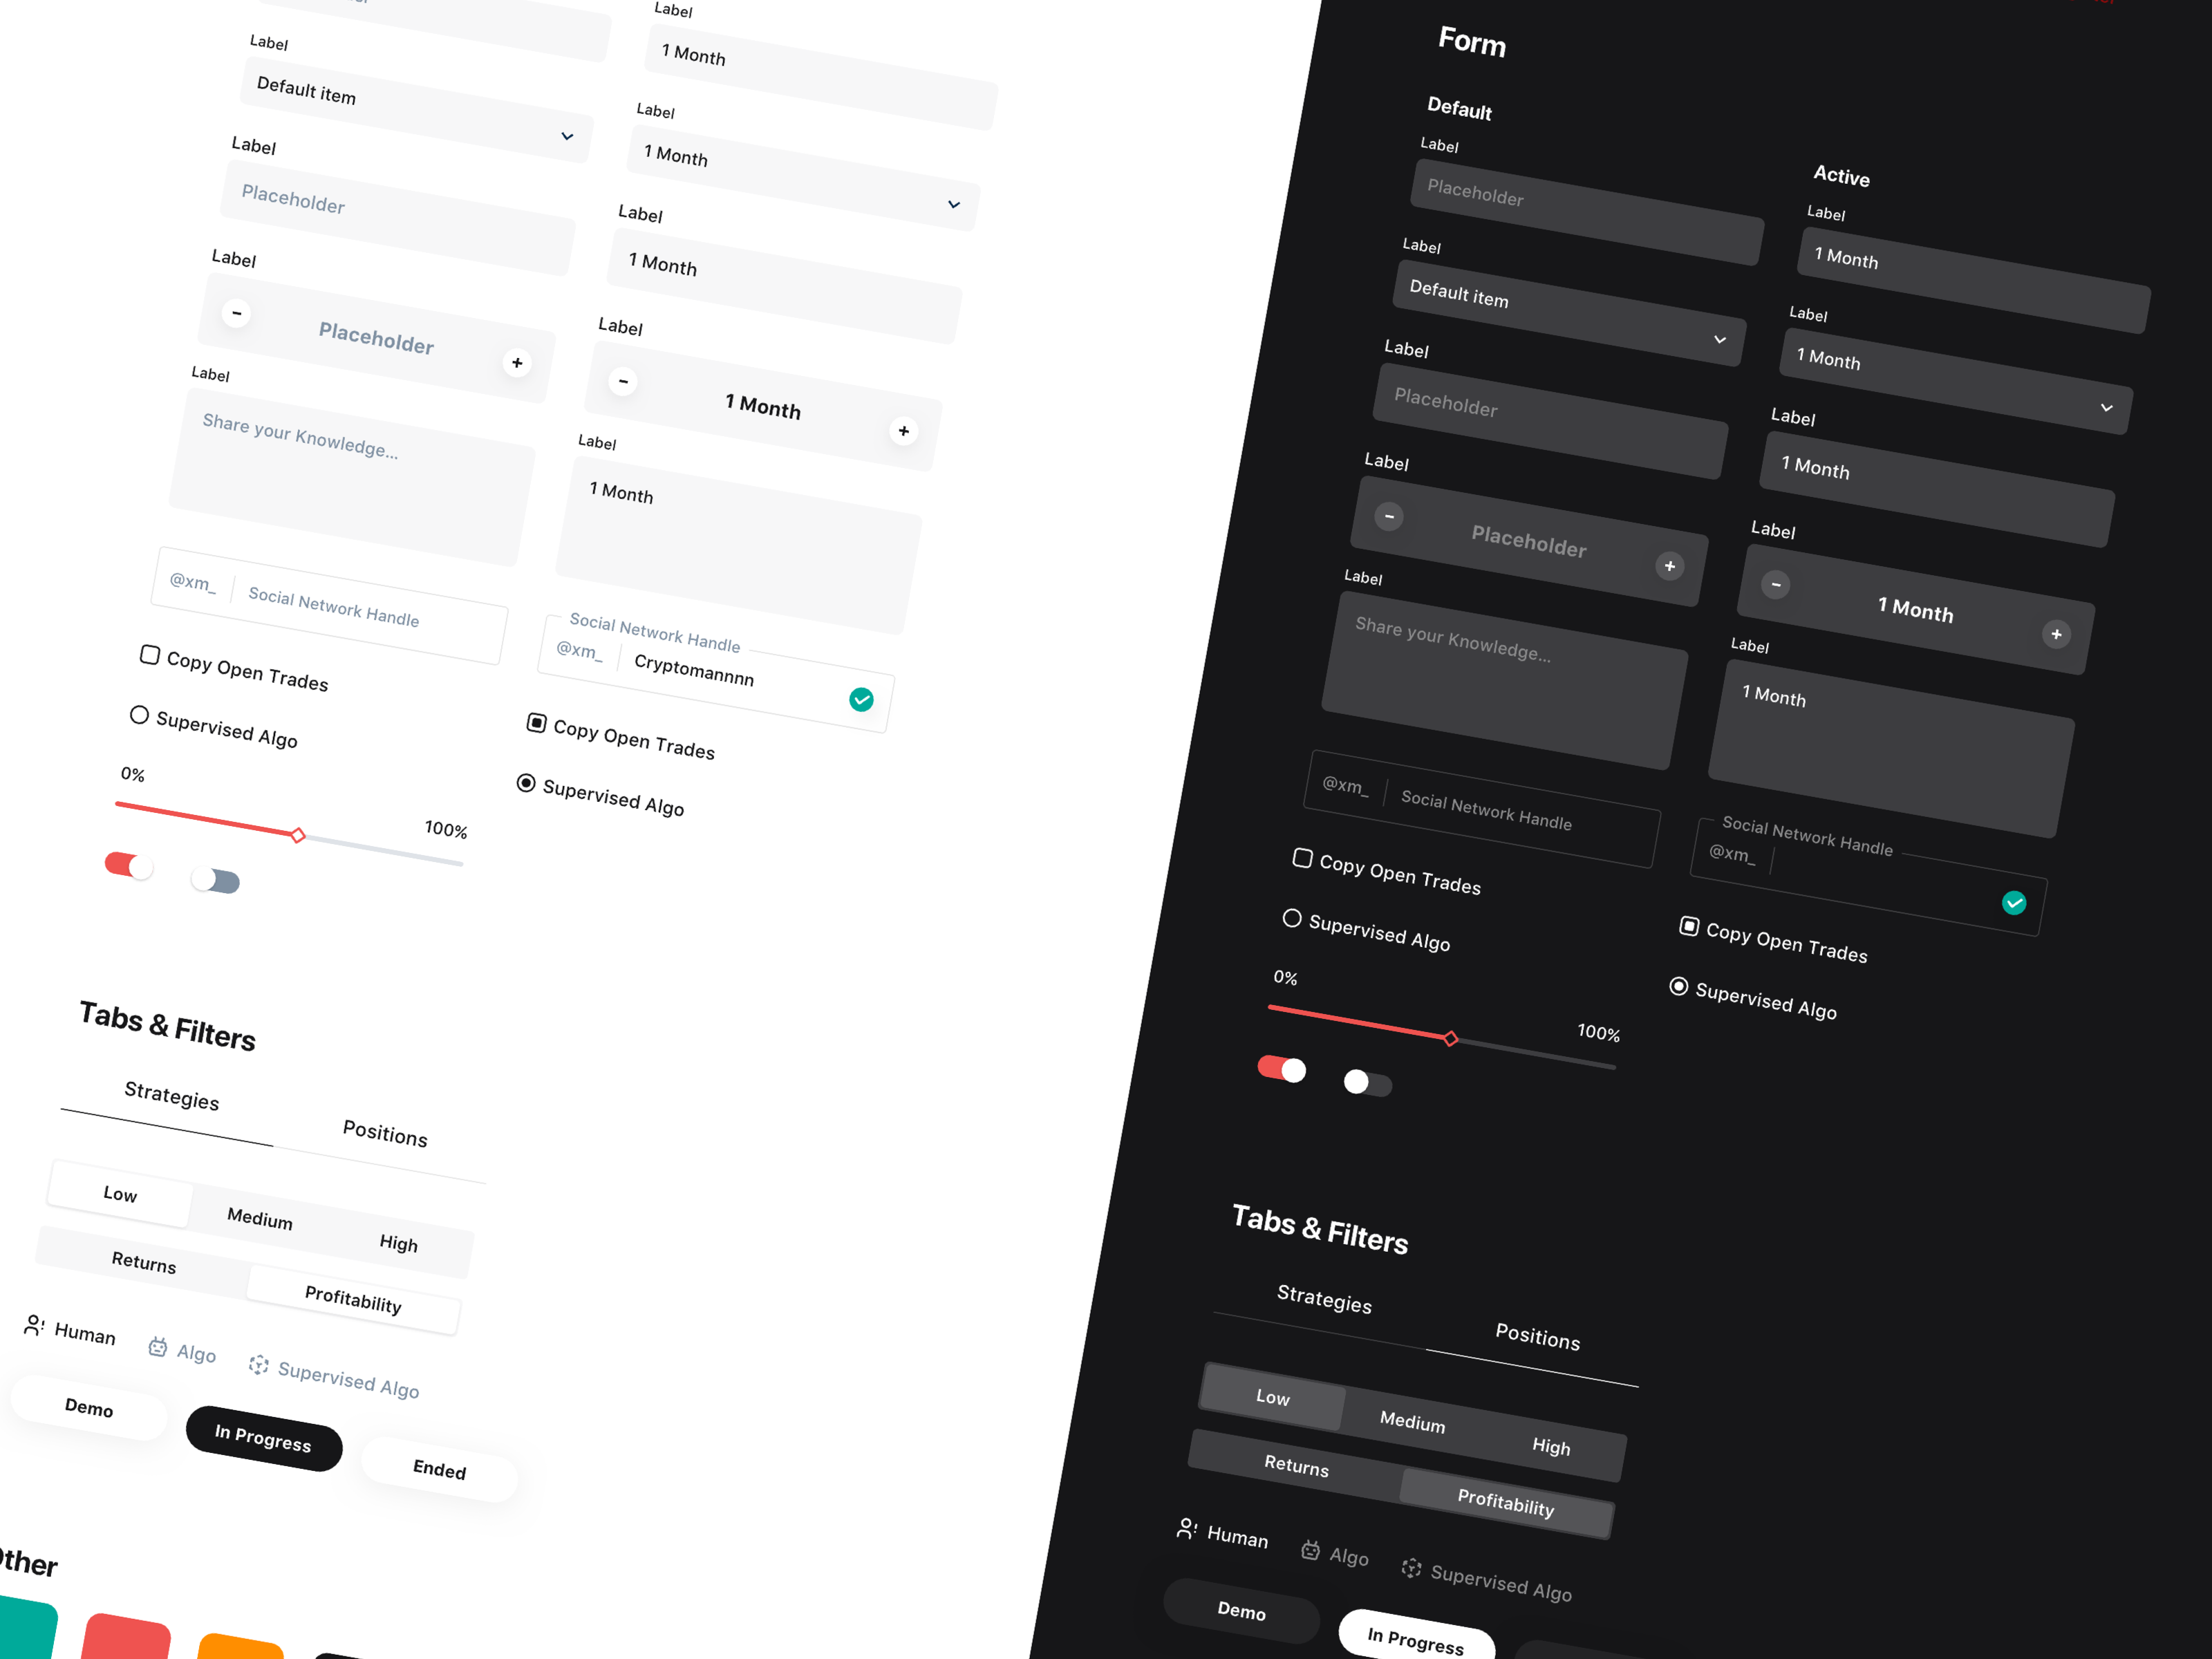 Label
Default item
Label
Placeholder
Label
Placeholder
Label
Share your Knowledge...
@xm_ Social Network Handle
Copy Open Trades
Supervised Algo
0% 100%
Label
1 Month
Label
1 Month
Label
1 Month
Label
1 Month
Label
1 Month
Social Network Handle
@xm_ Cryptomannnn
Copy Open Trades
Supervised Algo
Tabs & Filters
Strategies Positions
Low Medium High
Returns Profitability
Human Algo Supervised Algo
Demo In Progress Ended
Form
Default
Label
Placeholder
Label
Default item
Label
Placeholder
Label
Placeholder
Label
Share your Knowledge...
@xm_ Social Network Handle
Copy Open Trades
Supervised Algo
0% 100%
Active
Label
1 Month
Label
1 Month
Label
1 Month
Label
1 Month
Label
1 Month
Social Network Handle
@xm_
Copy Open Trades
Supervised Algo
Tabs & Filters
Strategies Positions
Low Medium High
Returns Profitability
Human Algo Supervised Algo
Demo In Progress